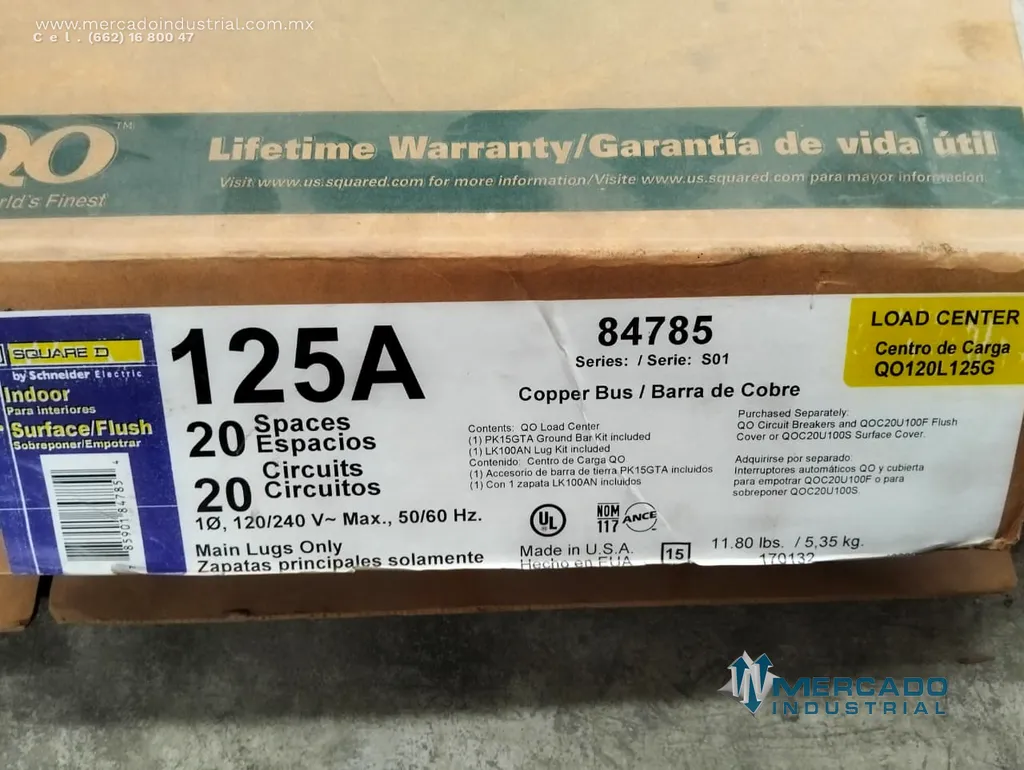 www.mercadoindustrial.com.mx
Cel. (662) 16 800 47
QO™
World's Finest
Lifetime Warranty/Garantía de vida útil
Visit www.us.squared.com for more information/Visite www.us.squared.com para mayor información.
SQUARE D
by Schneider Electric
Indoor
Para interiores
Surface/Flush
Sobreponer/Empotrar
7 85901 84785 4
125A
20 Spaces
Espacios
20 Circuits
Circuitos
1Ø, 120/240 V~ Max., 50/60 Hz.
Main Lugs Only
Zapatas principales solamente
84785
Series: / Serie: S01
Copper Bus / Barra de Cobre
Contents: QO Load Center
(1) PK15GTA Ground Bar Kit included
(1) LK100AN Lug Kit included
Contenido: Centro de Carga QO
(1) Accesorio de barra de tierra PK15GTA incluidos
(1) Con 1 zapata LK100AN incluidos
UL
NOM
117
ANCE
Made in U.S.A.
Hecho en EUA
15
LOAD CENTER
Centro de Carga
QO120L125G
Purchased Separately:
QO Circuit Breakers and QOC20U100F Flush
Cover or QOC20U100S Surface Cover.
Adquirirse por separado:
Interruptores automáticos QO y cubierta
para empotrar QOC20U100F o para
sobreponer QOC20U100S.
11.80 lbs. / 5,35 kg.
170132
MERCADO
INDUSTRIAL